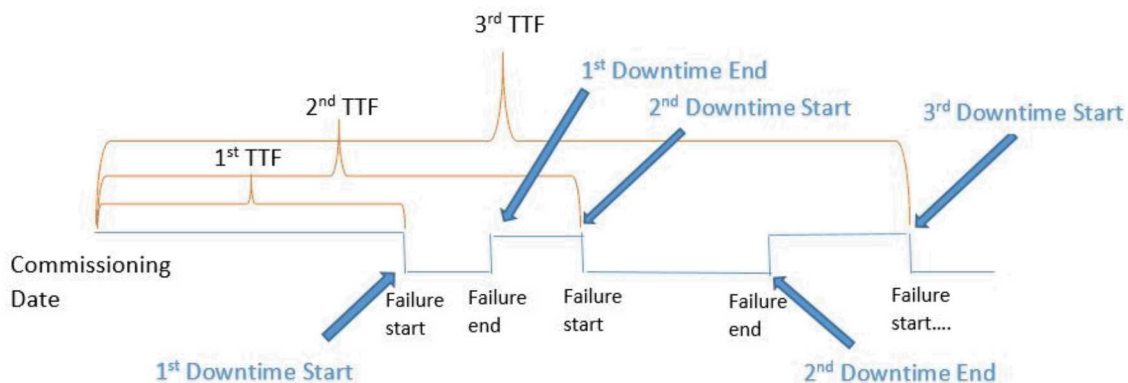 3rd TTF
1st Downtime End
2nd TTF
2nd Downtime Start
3rd Downtime Start
1st TTF
Commissioning
Date
Failure
start
Failure
end
Failure
start
Failure
end
Failure
start....
1st Downtime Start
2nd Downtime End